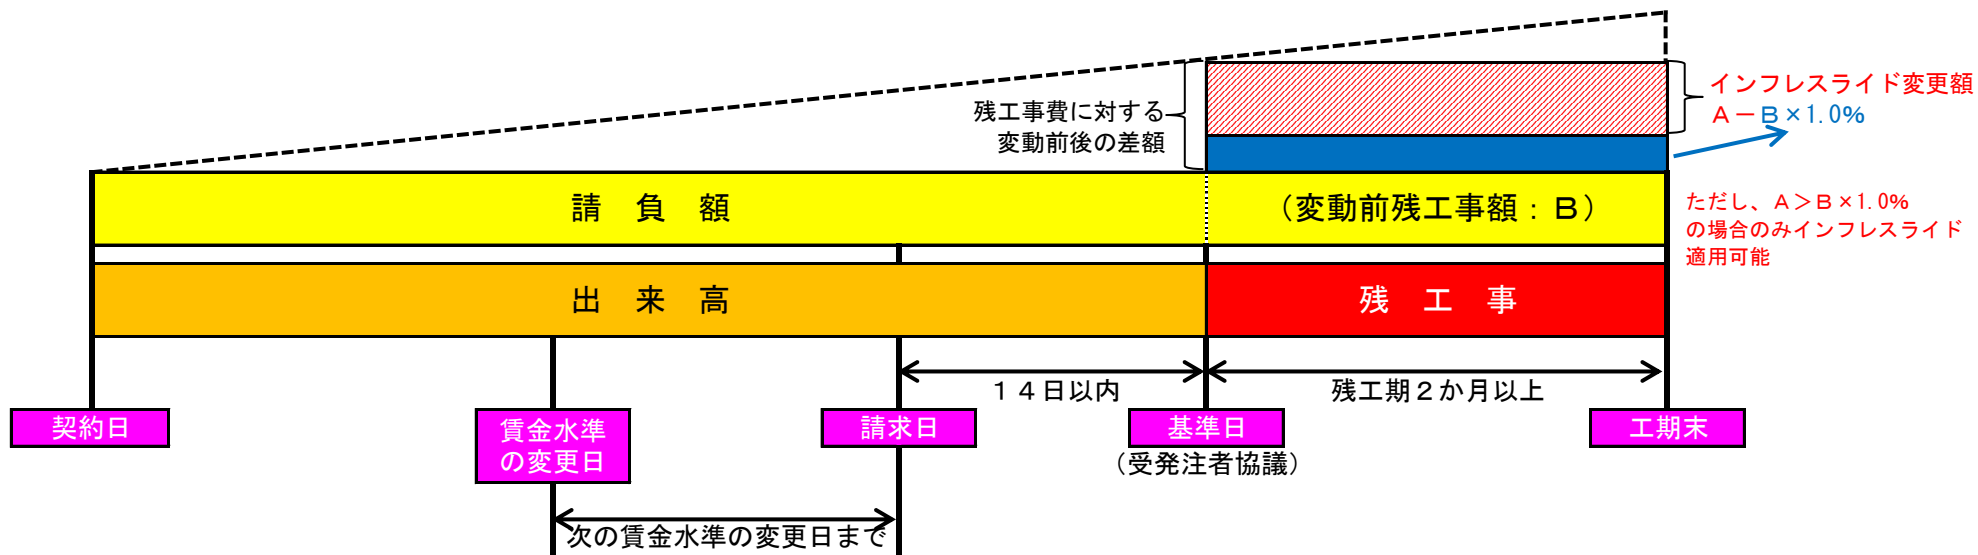 インフレスライド変更額
A－B×1.0%
残工事費に対する
変動前後の差額
請　負　額
（変動前残工事額：B）
ただし、A＞B×1.0%
の場合のみインフレスライド
適用可能
出　来　高
残　工　事
１４日以内
残工期２か月以上
契約日
賃金水準
の変更日
請求日
基準日
（受発注者協議）
工期末
次の賃金水準の変更日まで